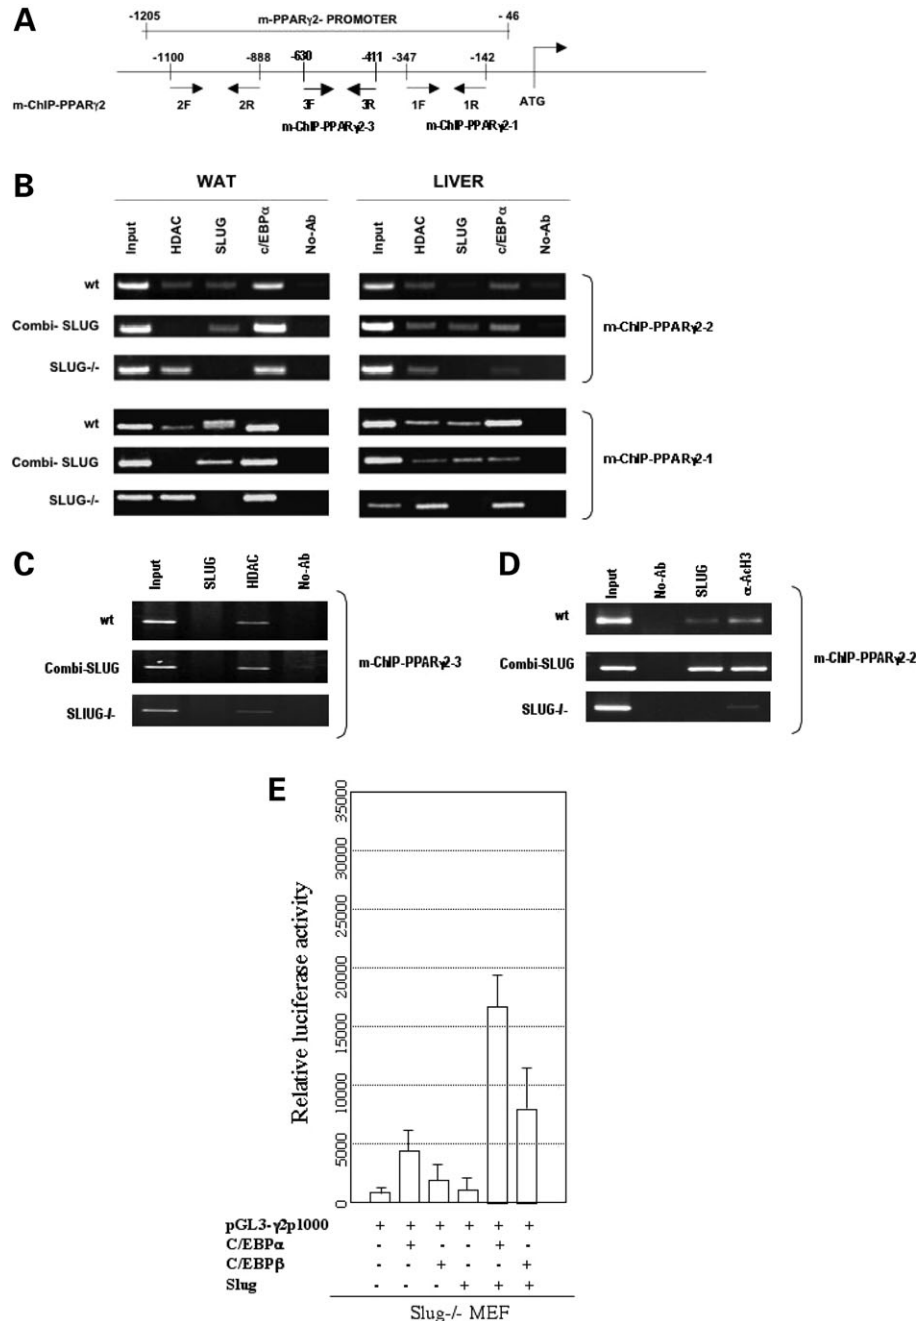 A
-1205
m-PPARγ2- PROMOTER
- 46
-1100
-888
-630
-411
-347
-142
m-ChIP-PPARγ2
2F
2R
3F
3R
1F
1R
ATG
m-ChIP-PPARγ2-3
m-ChIP-PPARγ2-1
B
WAT
LIVER
Input
HDAC
SLUG
c/EBPα
No-Ab
Input
HDAC
SLUG
c/EBPα
No-Ab
wt
Combi- SLUG
SLUG-/-
m-ChIP-PPARγ2-2
wt
Combi- SLUG
SLUG-/-
m-ChIP-PPARγ2-1
C
Input
SLUG
HDAC
No-Ab
wt
Combi-SLUG
SLIUG-/-
m-ChIP-PPARγ2-3
D
Input
No-Ab
SLUG
α-AcH3
wt
Combi-SLUG
SLUG-/-
m-ChIP-PPARγ2-2
E
Relative luciferase activity
35000
30000
25000
20000
15000
10000
5000
0
pGL3-γ2p1000 + + + + + +
C/EBPα - + - - + -
C/EBPβ - - + - - +
Slug - - - + + +
Slug-/- MEF